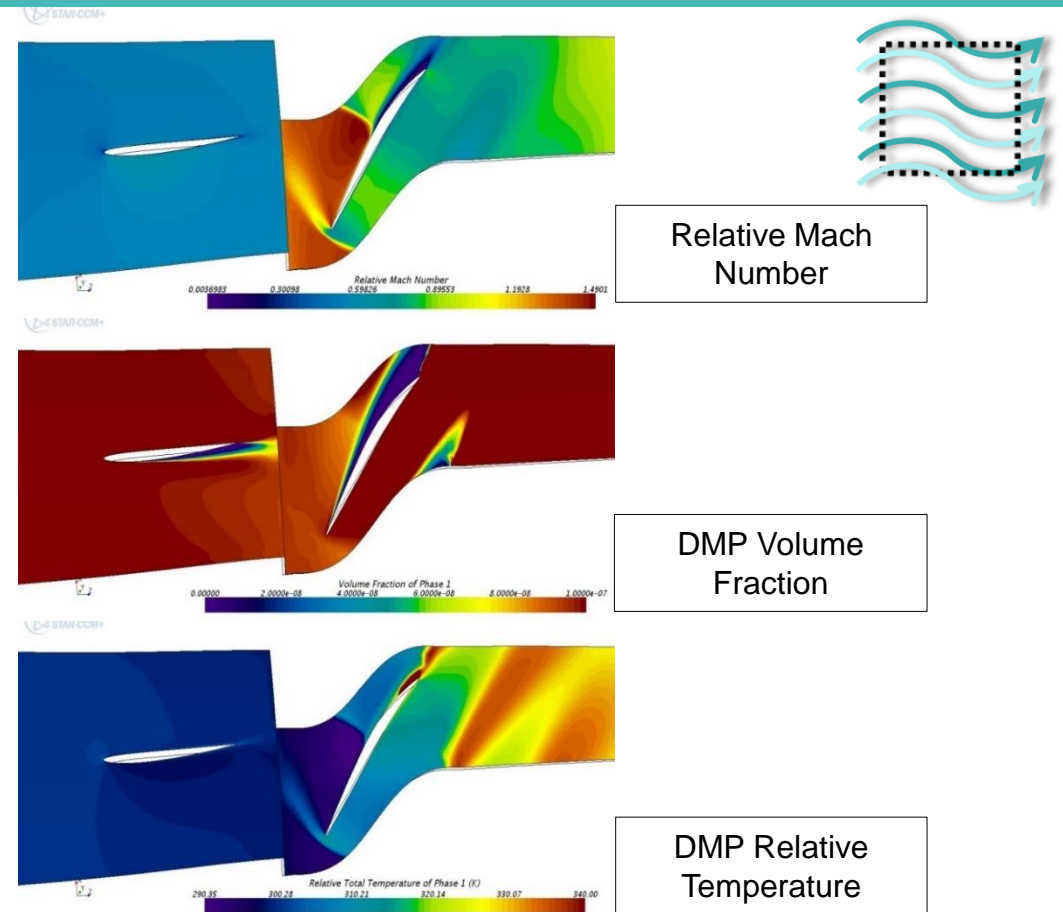 STAR-CCM+
Relative Mach Number
0.0036983 0.30098 0.59826 0.89553 1.1928 1.4901
Relative Mach
Number
STAR-CCM+
Volume Fraction of Phase 1
0.00000 2.0000e-08 4.0000e-08 6.0000e-08 8.0000e-08 1.0000e-07
DMP Volume
Fraction
STAR-CCM+
Relative Total Temperature of Phase 1 (K)
290.35 300.28 310.21 320.14 330.07 340.00
DMP Relative
Temperature